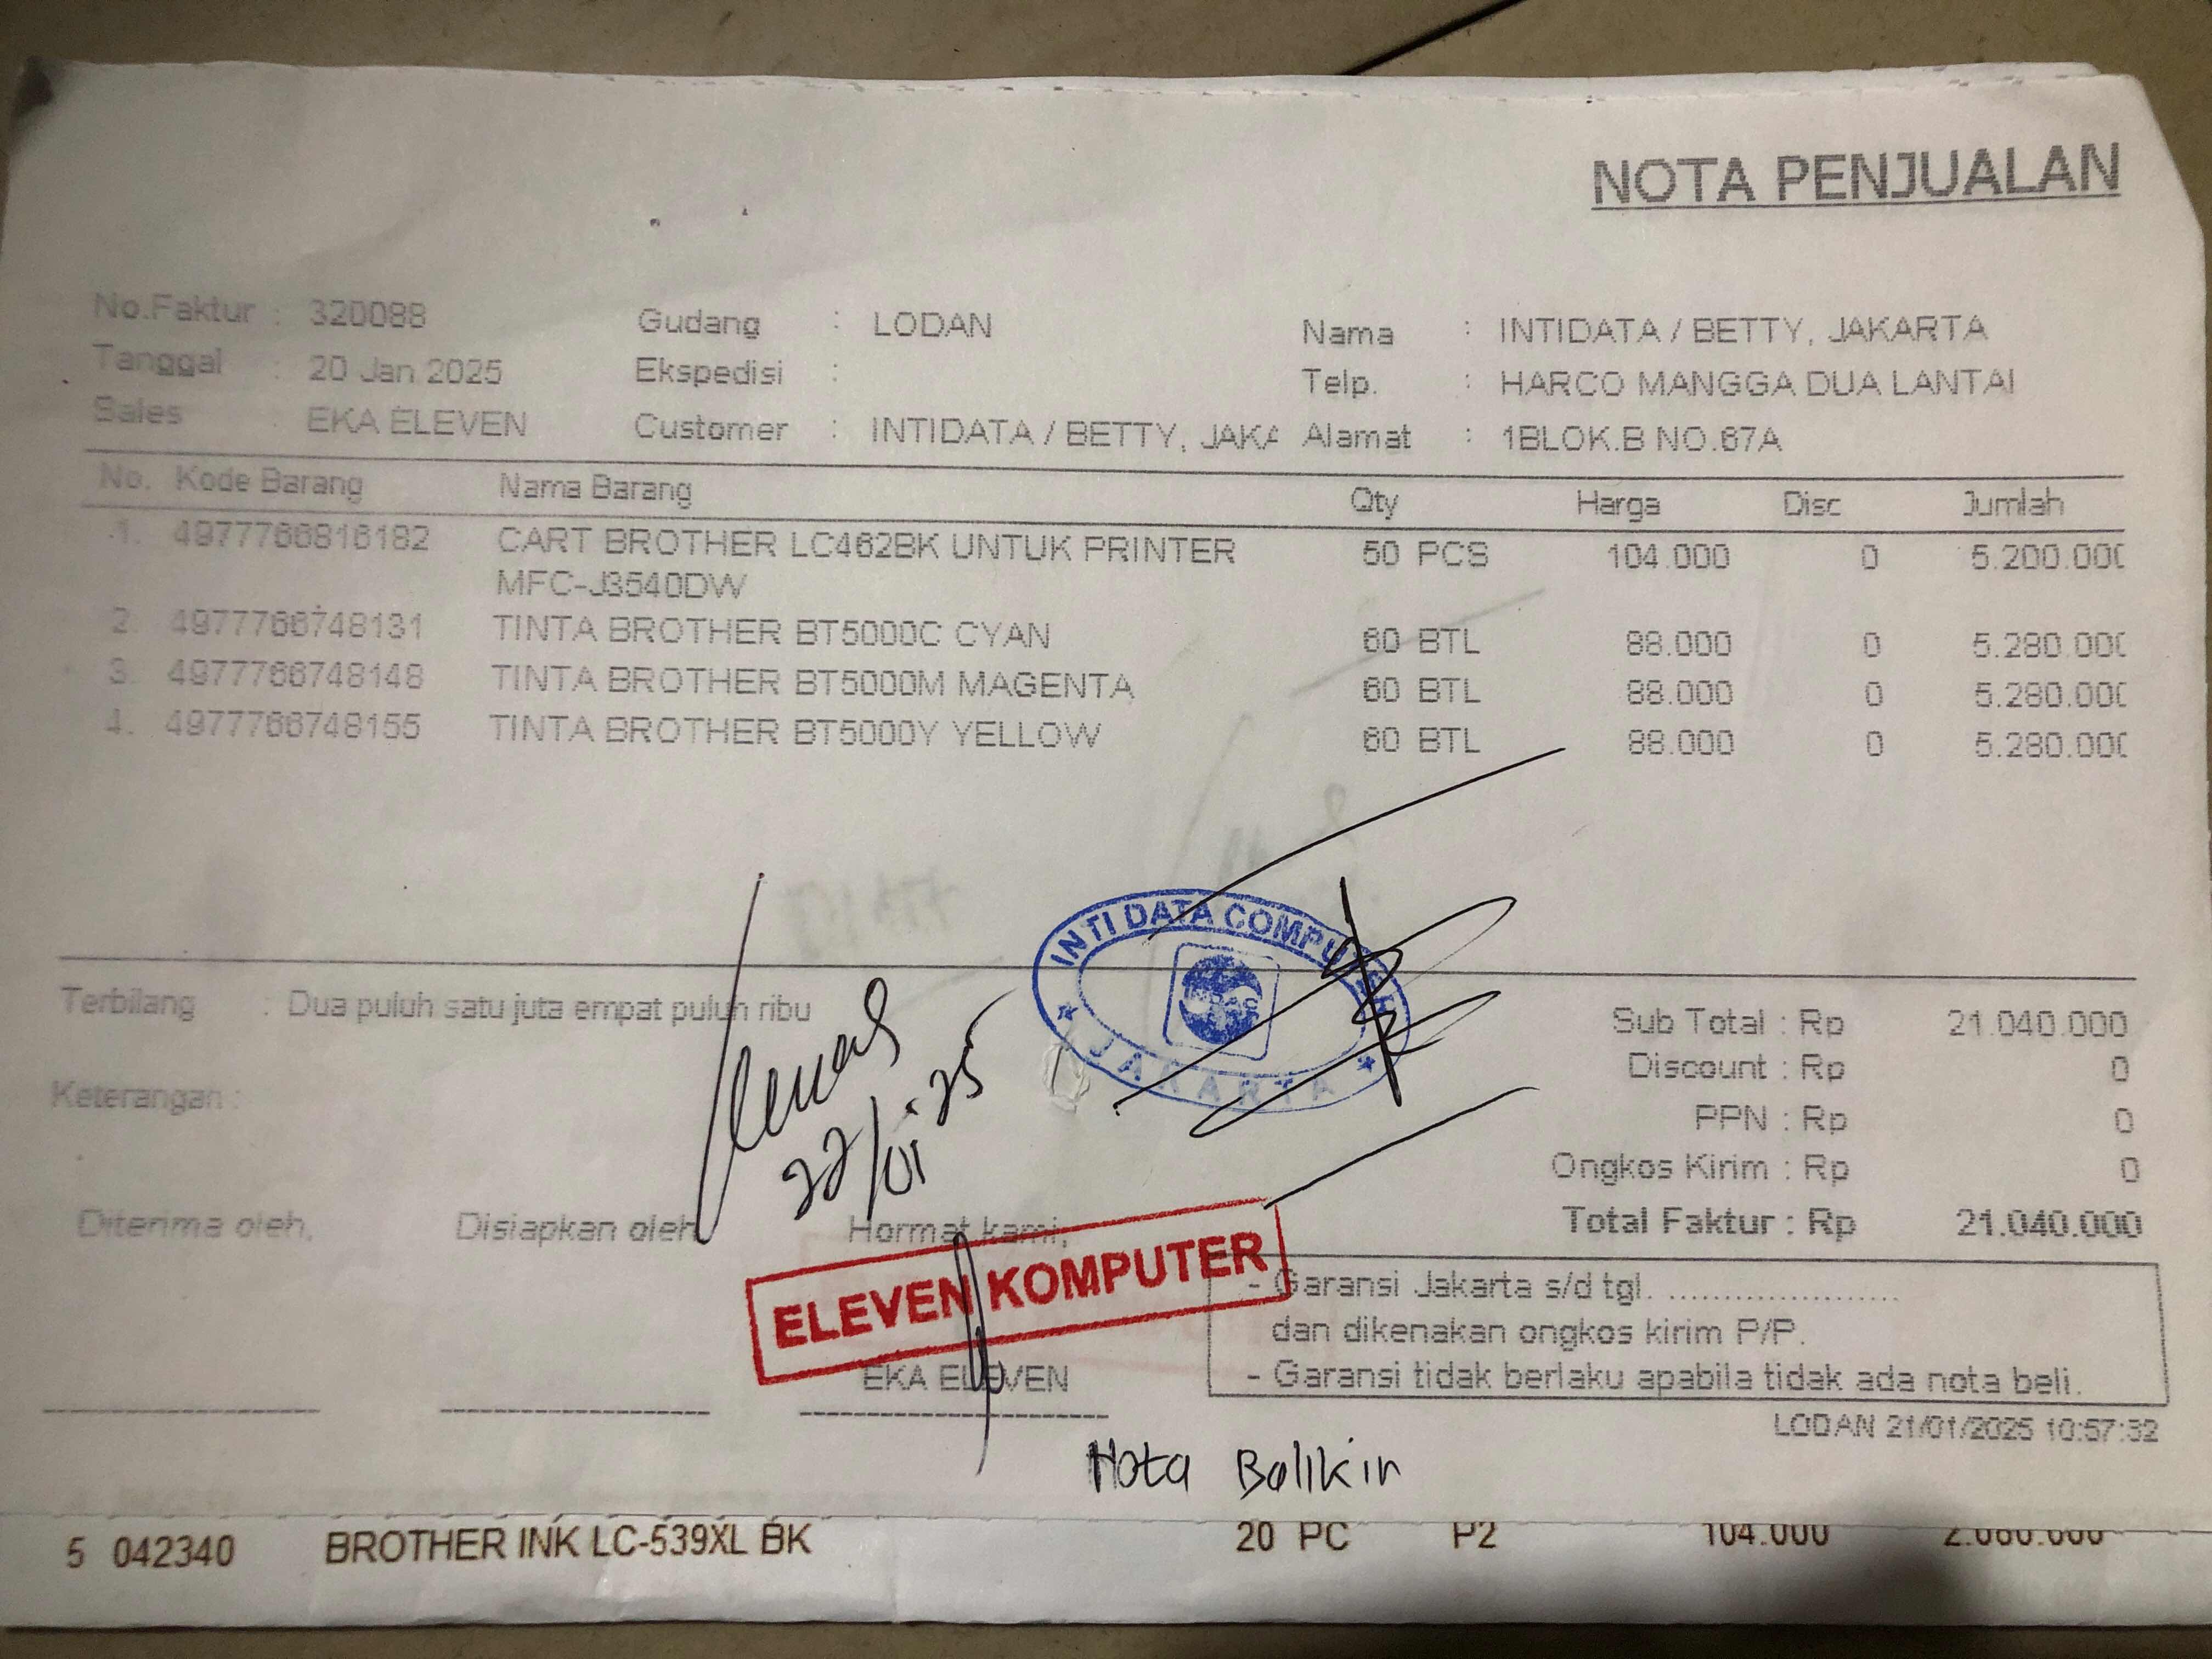 NOTA PENJUALAN
No.Faktur : 320088 Gudang : LODAN Nama : INTIDATA / BETTY, JAKARTA
Tanggal : 20 Jan 2025 Ekspedisi : Telp. : HARCO MANGGA DUA LANTAI
Sales : EKA ELEVEN Customer : INTIDATA / BETTY, JAKA Alamat : 1BLOK.B NO.67A
No. Kode Barang Nama Barang Qty Harga Disc Jumlah
1. 4977766816182 CART BROTHER LC462BK UNTUK PRINTER 50 PCS 104.000 0 5.200.000
MFC-J3540DW
2. 4977766748131 TINTA BROTHER BT5000C CYAN 60 BTL 88.000 0 5.280.000
3. 4977766748148 TINTA BROTHER BT5000M MAGENTA 60 BTL 88.000 0 5.280.000
4. 4977766748155 TINTA BROTHER BT5000Y YELLOW 60 BTL 88.000 0 5.280.000
INTI DATA COMPU
JAKARTA
Terbilang : Dua puluh satu juta empat puluh ribu
22/01.25
Sub Total : Rp 21.040.000
Discount : Rp 0
Keterangan :
PPN : Rp 0
Ongkos Kirim : Rp 0
Total Faktur : Rp 21.040.000
Diterima oleh, Disiapkan oleh Hormat kami,
ELEVEN KOMPUTER
EKA ELEVEN
- Garansi Jakarta s/d tgl. .....................
dan dikenakan ongkos kirim P/P.
- Garansi tidak berlaku apabila tidak ada nota beli.
LODAN 21/01/2025 10:57:32
Nota Balikin
5 042340 BROTHER INK LC-539XL BK 20 PC P2 104.000